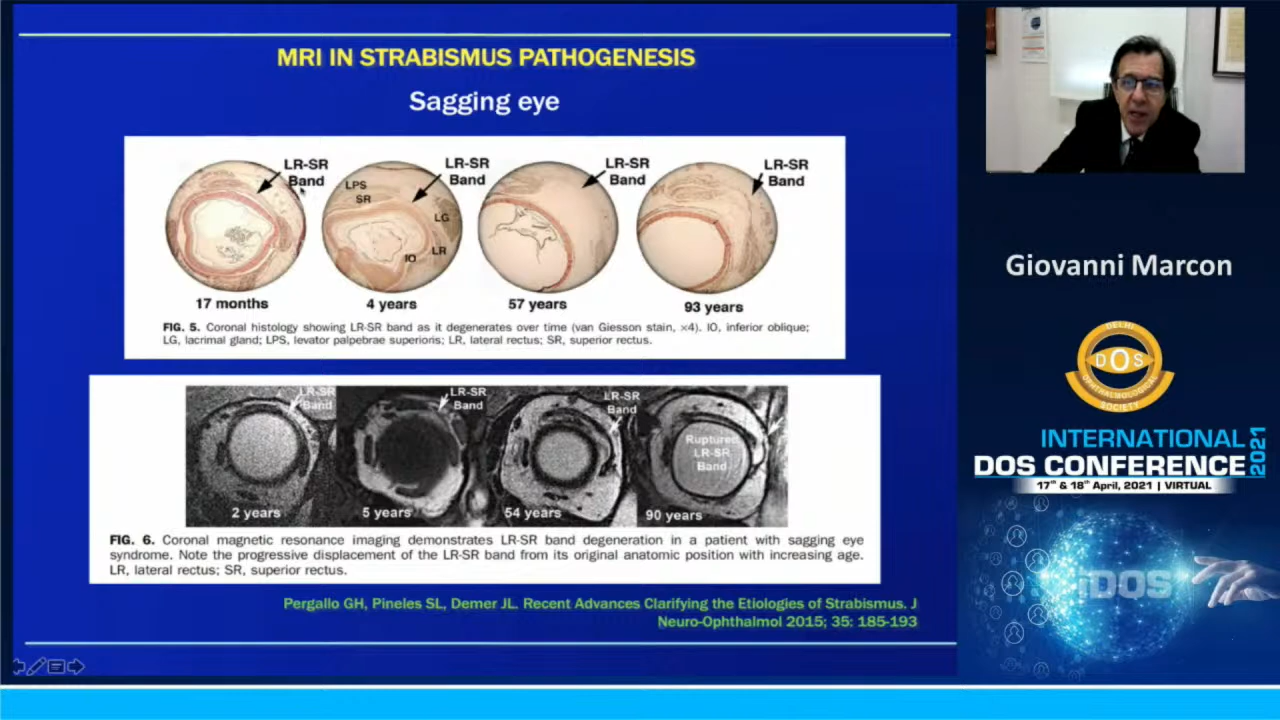 MRI IN STRABISMUS PATHOGENESIS
Sagging eye
LR-SR
Band
LR-SR
Band
LR-SR
Band
LR-SR
Band
LPS
SR
LG
LR
IO
17 months
4 years
57 years
93 years
FIG. 5. Coronal histology showing LR-SR band as it degenerates over time (van Giesson stain, ×4). IO, inferior oblique;
LG, lacrimal gland; LPS, levator palpebrae superioris; LR, lateral rectus; SR, superior rectus.
LR-SR
Band
LR-SR
Band
LR-SR
Band
Ruptured
LR-SR
Band
2 years
5 years
54 years
90 years
FIG. 6. Coronal magnetic resonance imaging demonstrates LR-SR band degeneration in a patient with sagging eye
syndrome. Note the progressive displacement of the LR-SR band from its original anatomic position with increasing age.
LR, lateral rectus; SR, superior rectus.
Pergallo GH, Pineles SL, Demer JL. Recent Advances Clarifying the Etiologies of Strabismus. J
Neuro-Ophthalmol 2015; 35: 185-193
Giovanni Marcon
DELHI
DOS
OPHTHALMOLOGICAL
SOCIETY
INTERNATIONAL
DOS CONFERENCE
2021
17th & 18th April, 2021 | VIRTUAL
iDOS